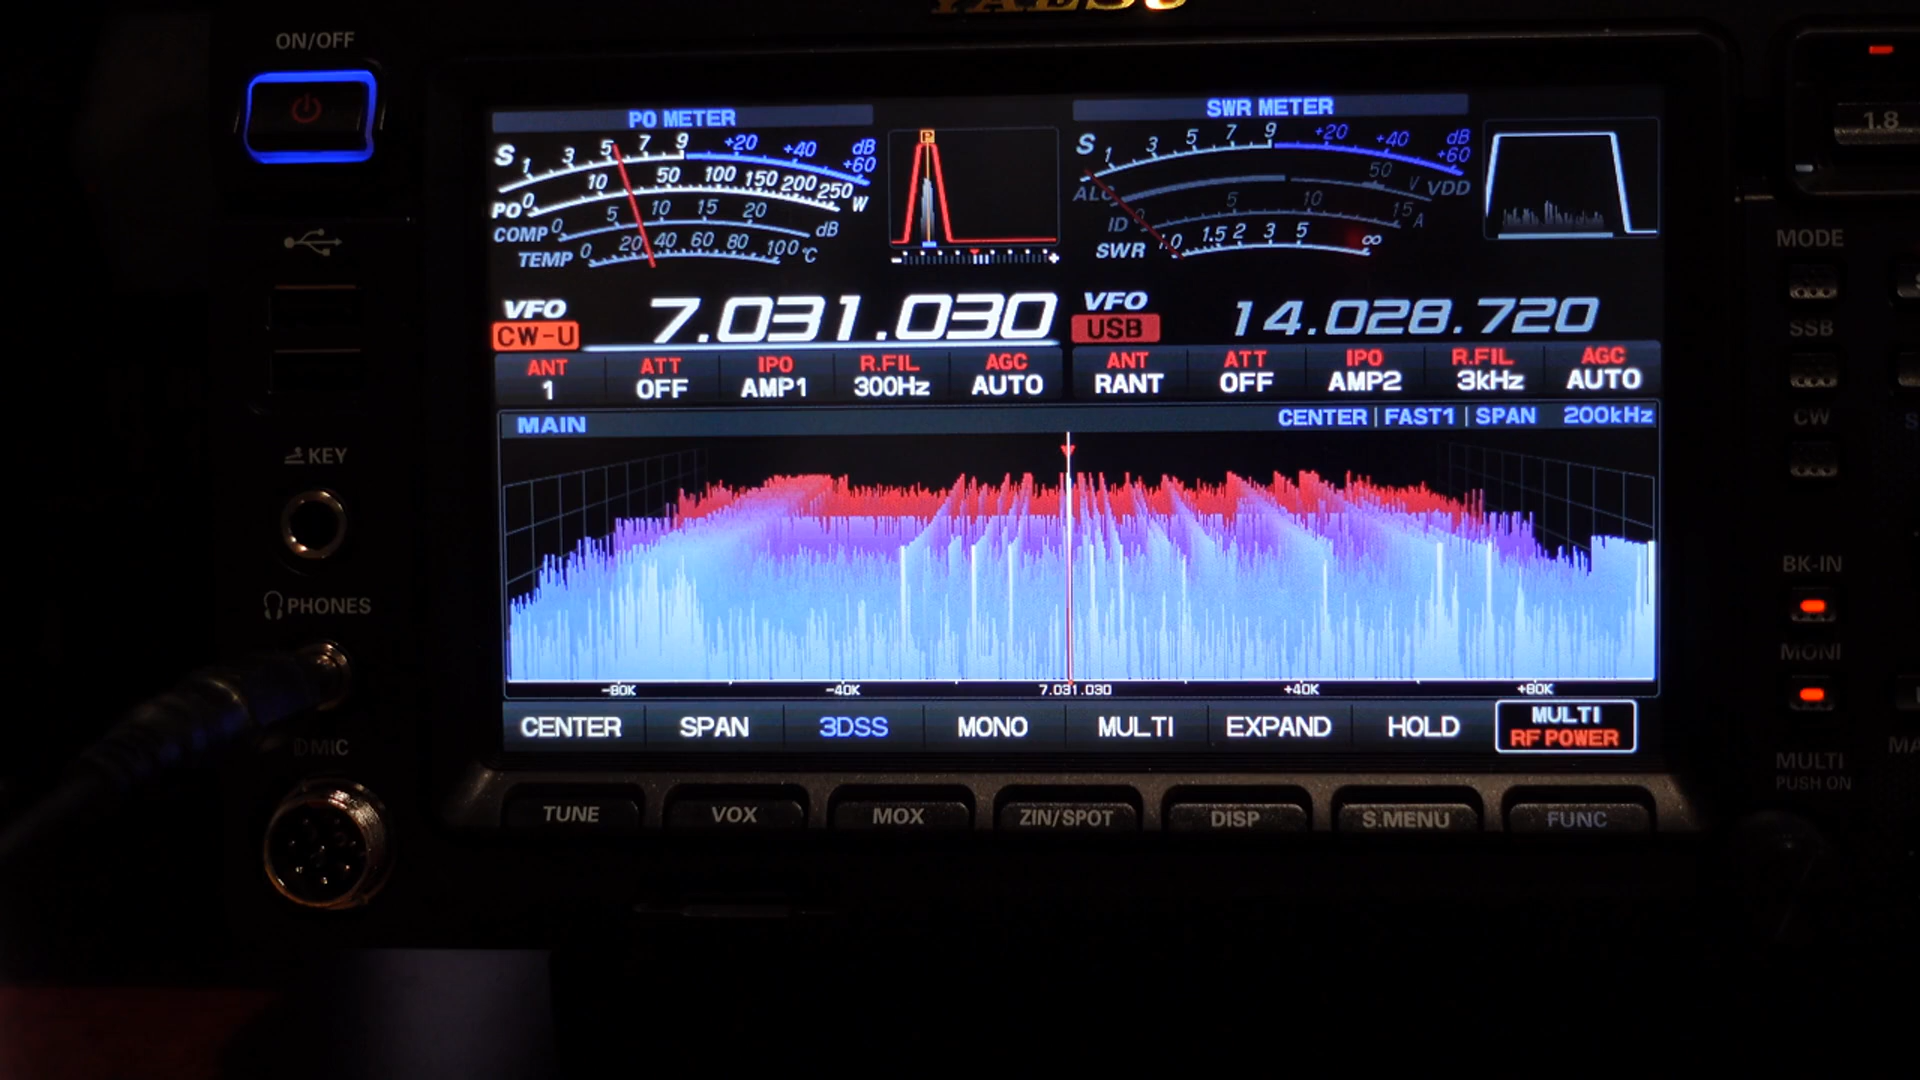 YAESU
ON/OFF
PO METER
S 1 3 5 7 9 +20 +40 +60 dB
PO 0 10 50 100 150 200 250 W
COMP 0 5 10 15 20 dB
TEMP 0 20 40 60 80 100 °C
P
- +
SWR METER
S 1 3 5 7 9 +20 +40 +60 dB
ALC 50 V VDD
ID 0 5 10 15 A
SWR 1.0 1.5 2 3 5 ∞
1.8
VFO
CW-U
7.031.030
VFO
USB
14.028.720
ANT ATT IPO R.FIL AGC
1 OFF AMP1 300Hz AUTO
ANT ATT IPO R.FIL AGC
RANT OFF AMP2 3kHz AUTO
MAIN
CENTER | FAST1 | SPAN 200kHz
-80K -40K 7.031.030 +40K +80K
CENTER SPAN 3DSS MONO MULTI EXPAND HOLD
MULTI
RF POWER
KEY
PHONES
MIC
TUNE VOX MOX ZIN/SPOT DISP S.MENU FUNC
MODE
SSB
CW
BK-IN
MONI
MULTI
PUSH ON